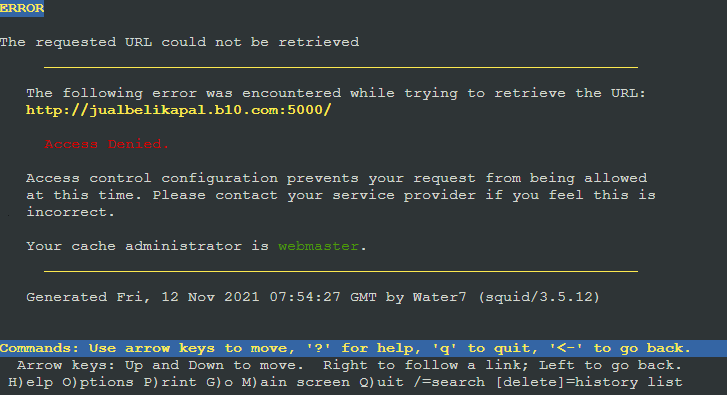 ERROR
The requested URL could not be retrieved
The following error was encountered while trying to retrieve the URL:
http://jualbelikapal.b10.com:5000/
Access Denied.
Access control configuration prevents your request from being allowed
at this time. Please contact your service provider if you feel this is
incorrect.
Your cache administrator is webmaster.
Generated Fri, 12 Nov 2021 07:54:27 GMT by Water7 (squid/3.5.12)
Commands: Use arrow keys to move, '?' for help, 'q' to quit, '<-' to go back.
Arrow keys: Up and Down to move.  Right to follow a link; Left to go back.
H)elp O)ptions P)rint G)o M)ain screen Q)uit /=search [delete]=history list